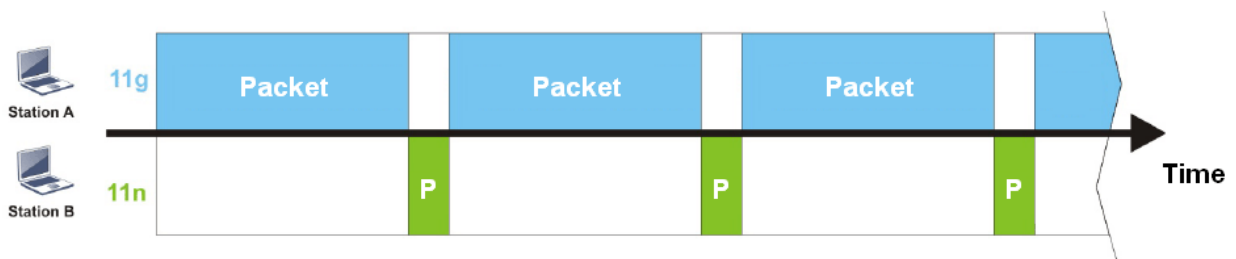 11g
Packet
Packet
Packet
Station A
Time
11n
P
P
P
Station B